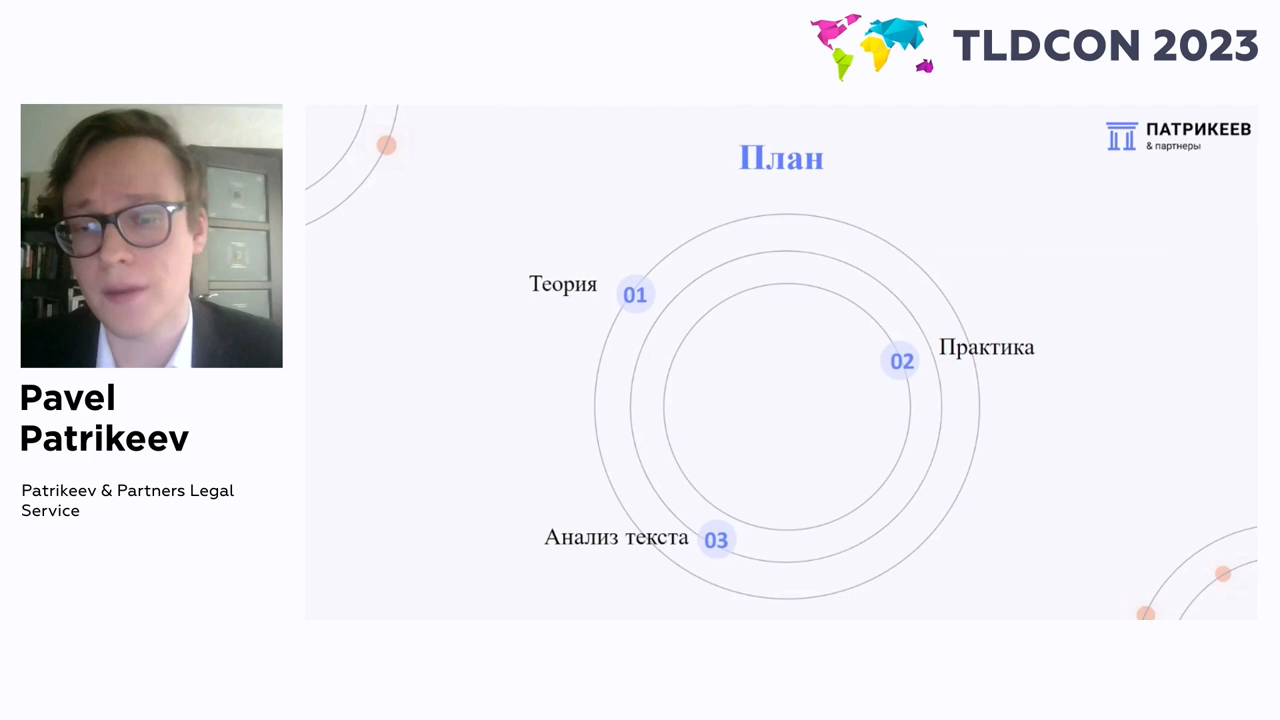 TLDCON 2023
ПАТРИКЕЕВ
& партнеры
План
Теория
01
02
Практика
Анализ текста
03
Pavel
Patrikeev
Patrikeev & Partners Legal
Service